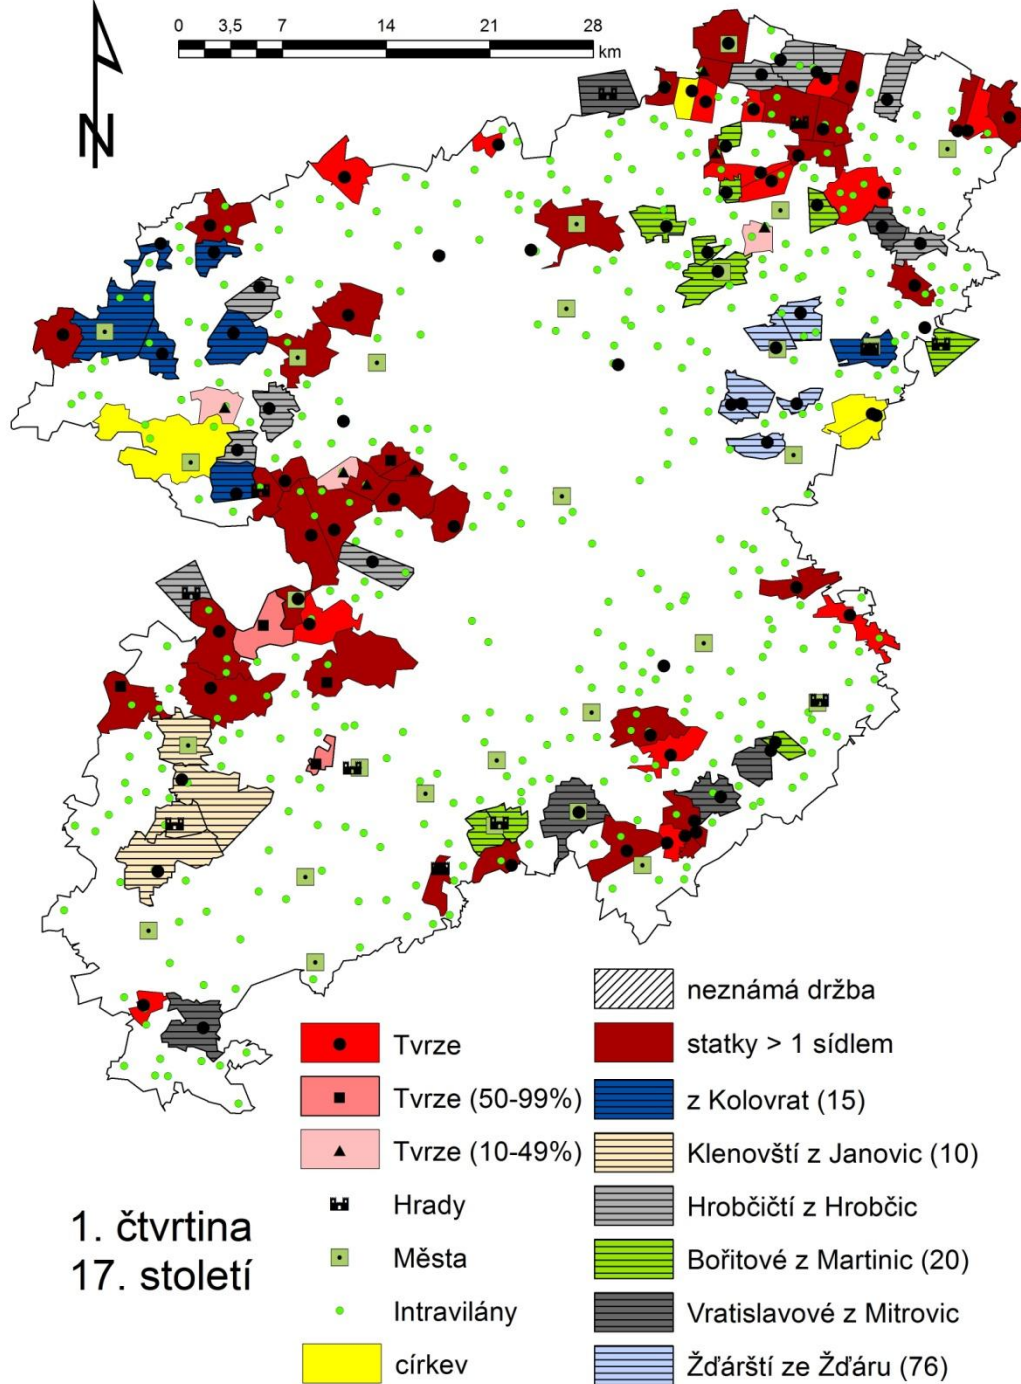 0 3,5 7 14 21 28
km
N
neznámá držba
Tvrze
statky > 1 sídlem
Tvrze (50-99%)
z Kolovrat (15)
Tvrze (10-49%)
Klenovští z Janovic (10)
Hrady
Hrobčičtí z Hrobčic
1. čtvrtina
17. století
Města
Bořitové z Martinic (20)
Intravilány
Vratislavové z Mitrovic
církev
Žďárští ze Žďáru (76)